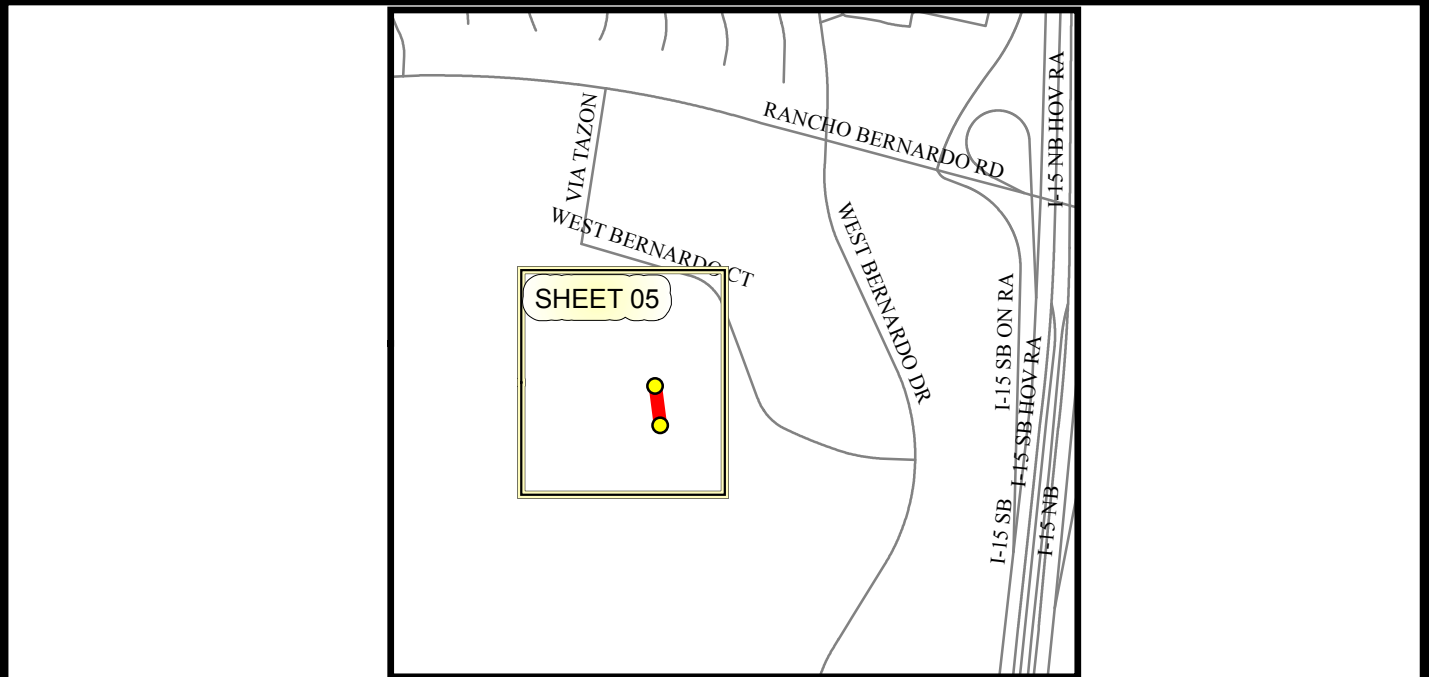 I-15 NB HOV RA
VIA TAZON
RANCHO BERNARDO RD
WEST BERNARDO CT
WEST BERNARDO DR
SHEET 05
I-15 SB ON RA
I-15 SB HOV RA
I-15 SB
I-15 NB